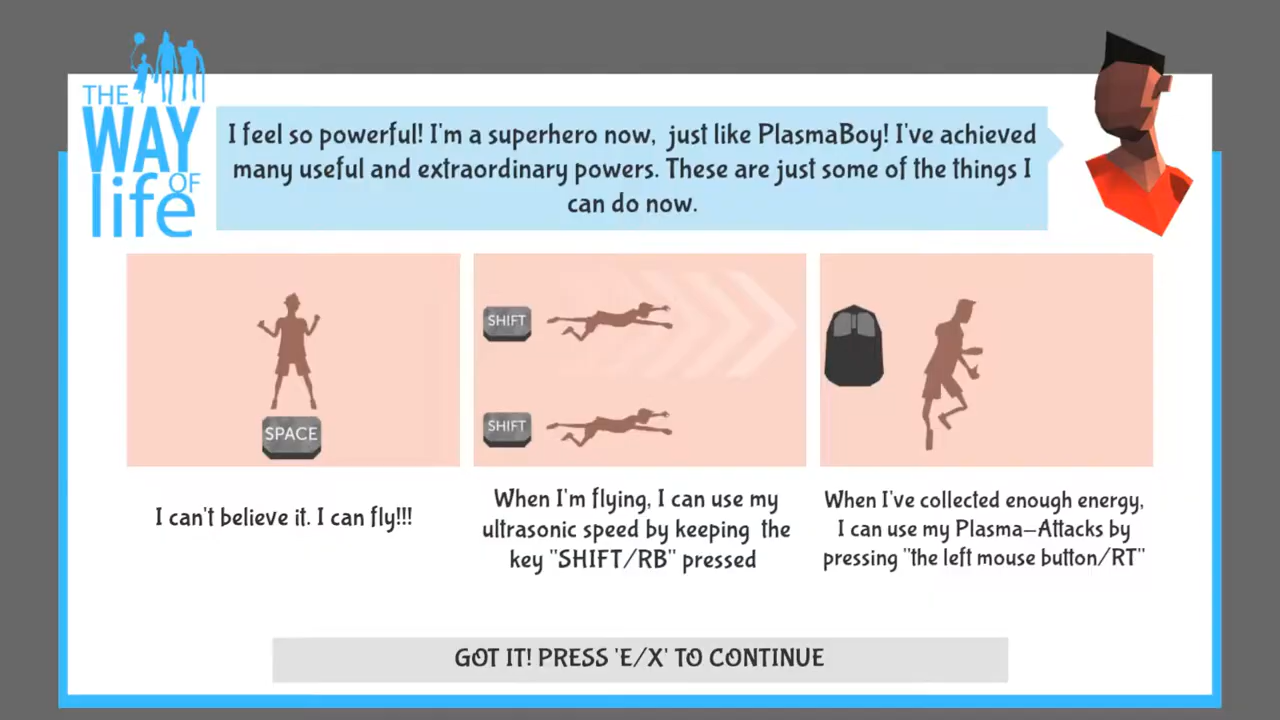 THE
WAY
OF
life
I feel so powerful! I'm a superhero now, just like PlasmaBoy! I've achieved
many useful and extraordinary powers. These are just some of the things I
can do now.
SPACE
SHIFT
SHIFT
I can't believe it. I can fly!!!
When I'm flying, I can use my
ultrasonic speed by keeping the
key "SHIFT/RB" pressed
When I've collected enough energy,
I can use my Plasma-Attacks by
pressing "the left mouse button/RT"
GOT IT! PRESS 'E/X' TO CONTINUE